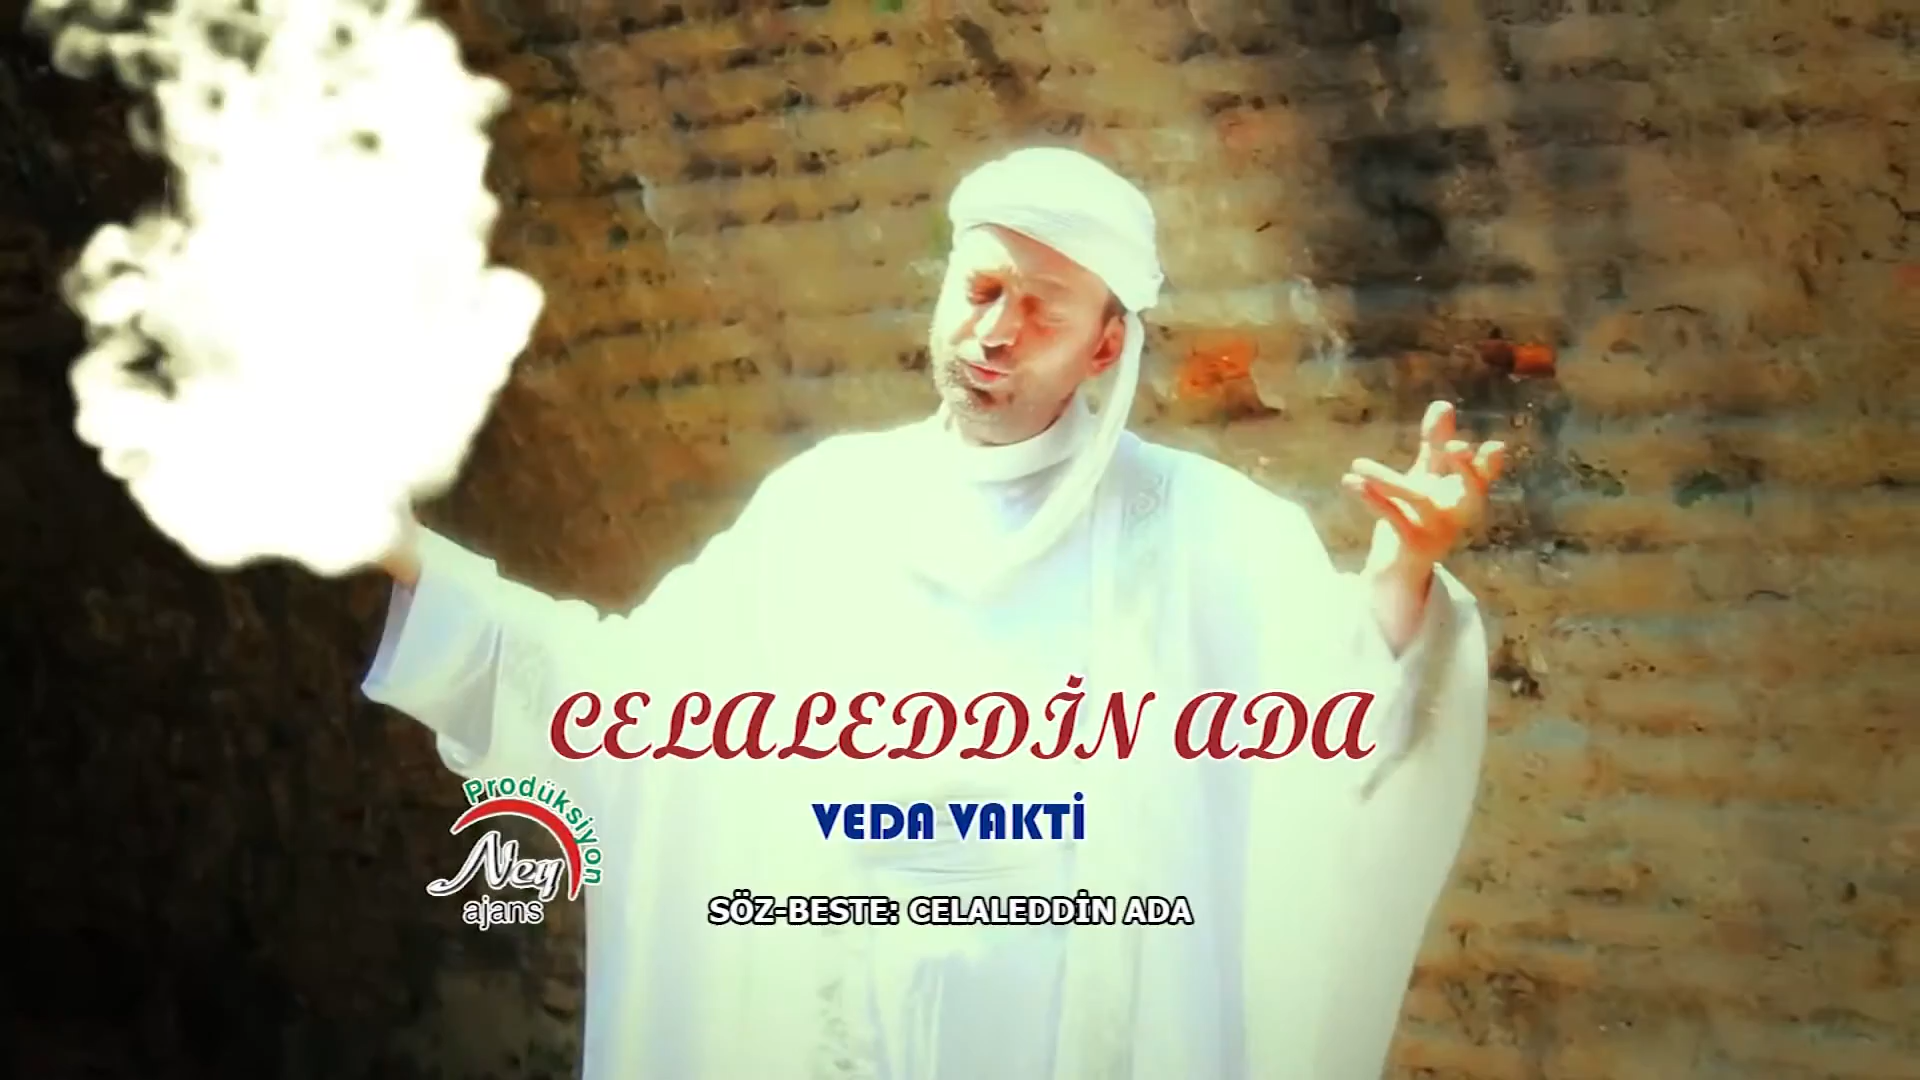 CELALEDDİN ADA
Prodüksiyon
Ney
ajans
VEDA VAKTİ
SÖZ-BESTE: CELALEDDİN ADA